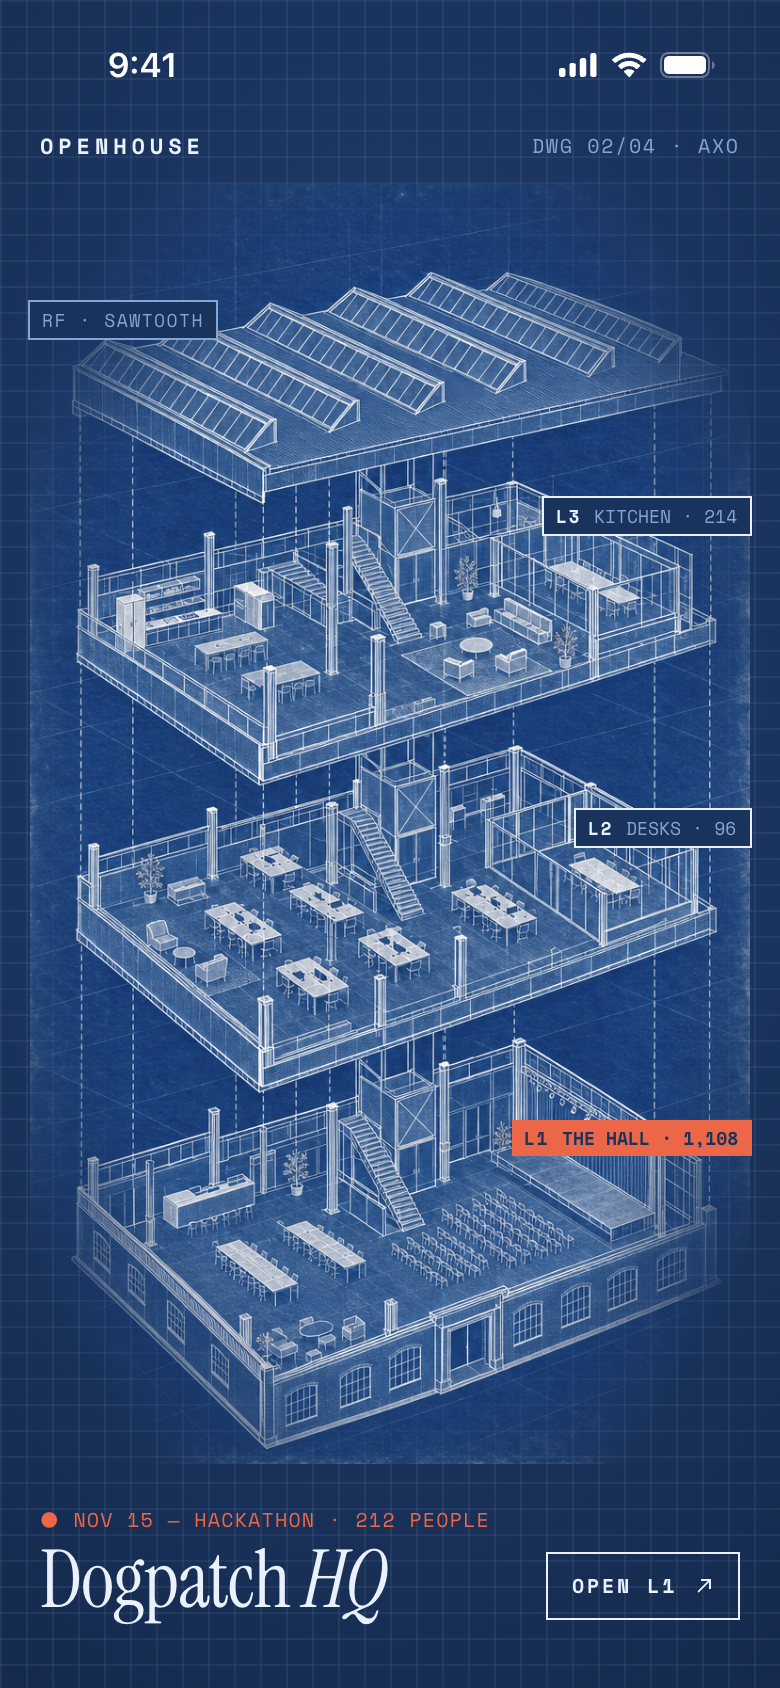 9:41
OPENHOUSE
DWG 02/04 · AXO
RF · SAWTOOTH
L3 KITCHEN · 214
L2 DESKS · 96
L1 THE HALL · 1,108
NOV 15 — HACKATHON · 212 PEOPLE
Dogpatch HQ
OPEN L1 ↗